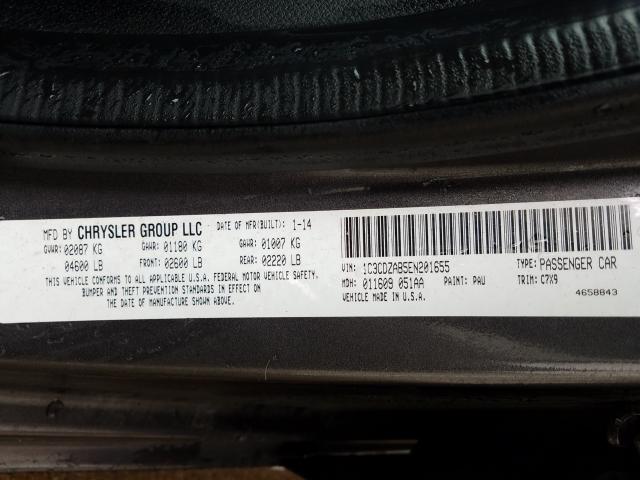 MFD BY CHRYSLER GROUP LLC DATE OF MFR(BUILT): 1-14
GVWR: 02087 KG GAWR: 01180 KG GAWR: 01007 KG
04600 LB FRONT: 02600 LB REAR: 02220 LB
THIS VEHICLE CONFORMS TO ALL APPLICABLE U.S.A. FEDERAL MOTOR VEHICLE SAFETY,
BUMPER AND THEFT PREVENTION STANDARDS IN EFFECT ON
THE DATE OF MANUFACTURE SHOWN ABOVE.
VIN: 1C3CDZAB5EN201655 TYPE: PASSENGER CAR
MDH: 011609 051AA PAINT: PAU TRIM: C7X9
VEHICLE MADE IN U.S.A. 4658843